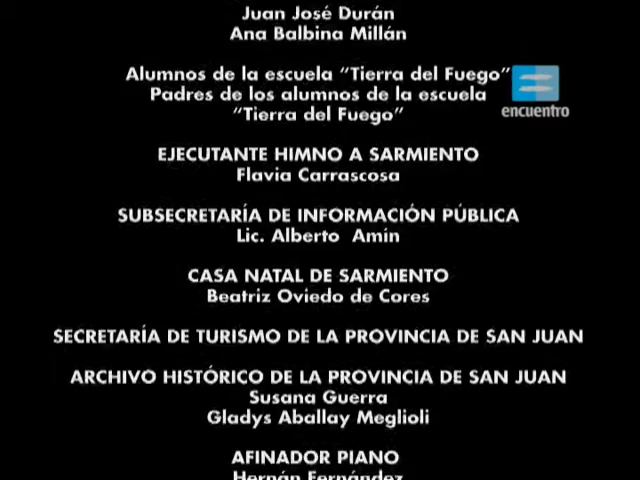 Juan José Durán
Ana Balbina Millán
Alumnos de la escuela “Tierra del Fuego”
Padres de los alumnos de la escuela
“Tierra del Fuego”
encuentro
EJECUTANTE HIMNO A SARMIENTO
Flavia Carrascosa
SUBSECRETARÍA DE INFORMACIÓN PÚBLICA
Lic. Alberto Amín
CASA NATAL DE SARMIENTO
Beatriz Oviedo de Cores
SECRETARÍA DE TURISMO DE LA PROVINCIA DE SAN JUAN
ARCHIVO HISTÓRICO DE LA PROVINCIA DE SAN JUAN
Susana Guerra
Gladys Aballay Meglioli
AFINADOR PIANO
Hernán Fernández